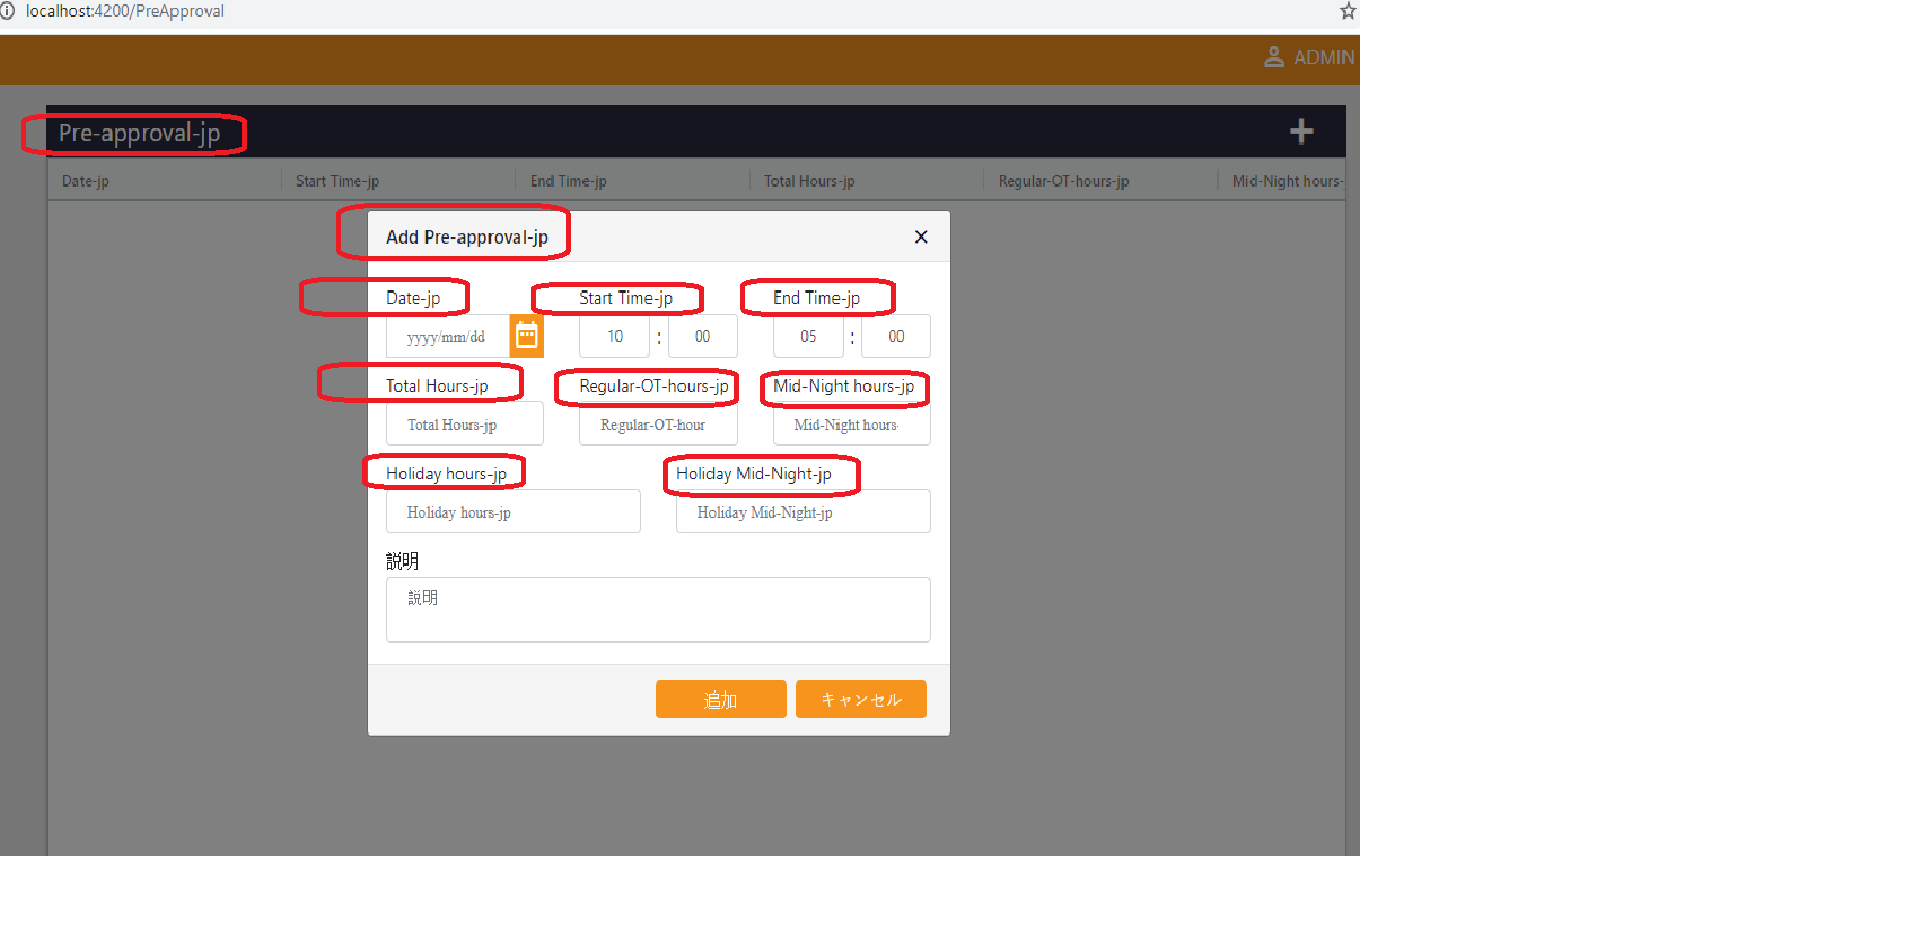 localhost:4200/PreApproval
ADMIN
Pre-approval-jp
Date-jp Start Time-jp End Time-jp Total Hours-jp Regular-OT-hours-jp Mid-Night hours-
Add Pre-approval-jp
Date-jp Start Time-jp End Time-jp
yyyy/mm/dd 10 : 00 05 : 00
Total Hours-jp Regular-OT-hours-jp Mid-Night hours-jp
Total Hours-jp Regular-OT-hour Mid-Night hours-
Holiday hours-jp Holiday Mid-Night-jp
Holiday hours-jp Holiday Mid-Night-jp
説明
説明
追加 キャンセル